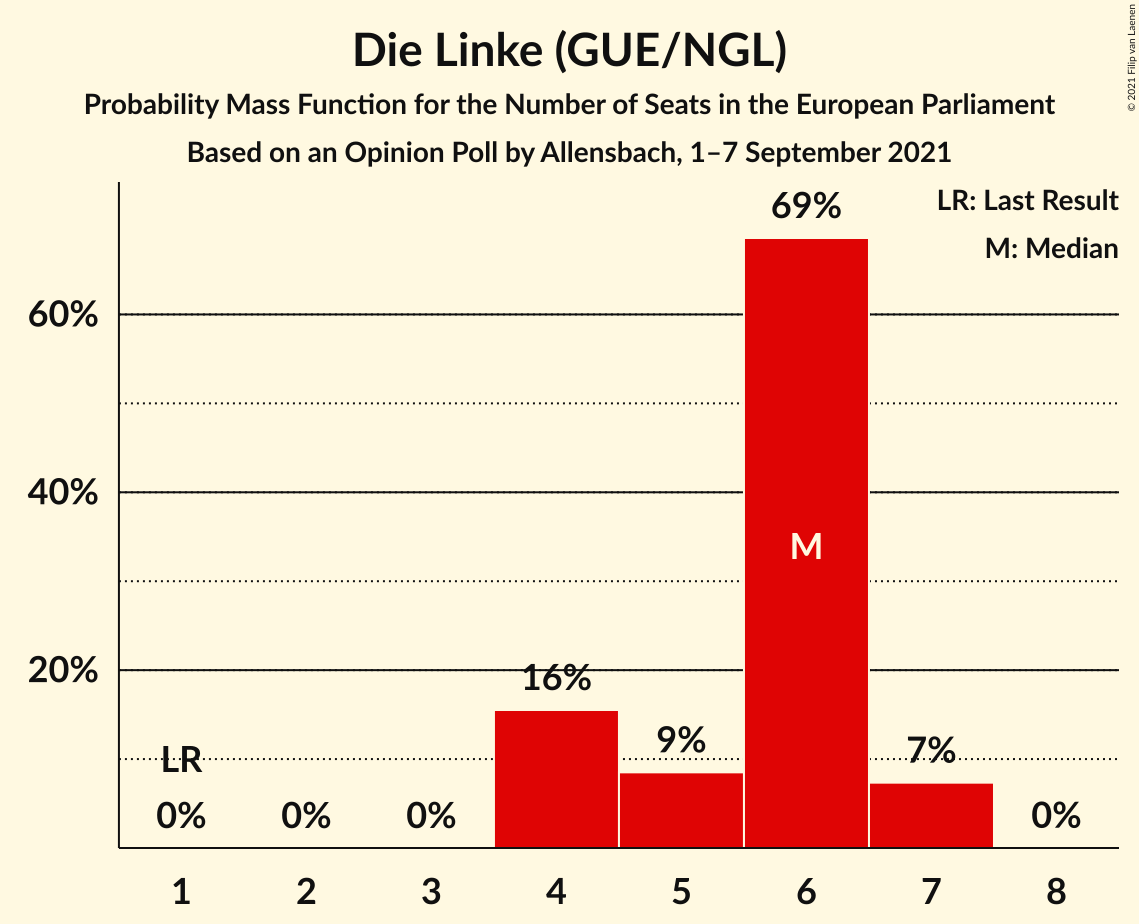 Die Linke (GUE/NGL)
Probability Mass Function for the Number of Seats in the European Parliament
Based on an Opinion Poll by Allensbach, 1–7 September 2021
© 2021 Filip van Laenen
LR: Last Result
M: Median
69%
60%
40%
M
20%
16%
9%
7%
LR
0%
0%
0%
0%
1 2 3 4 5 6 7 8